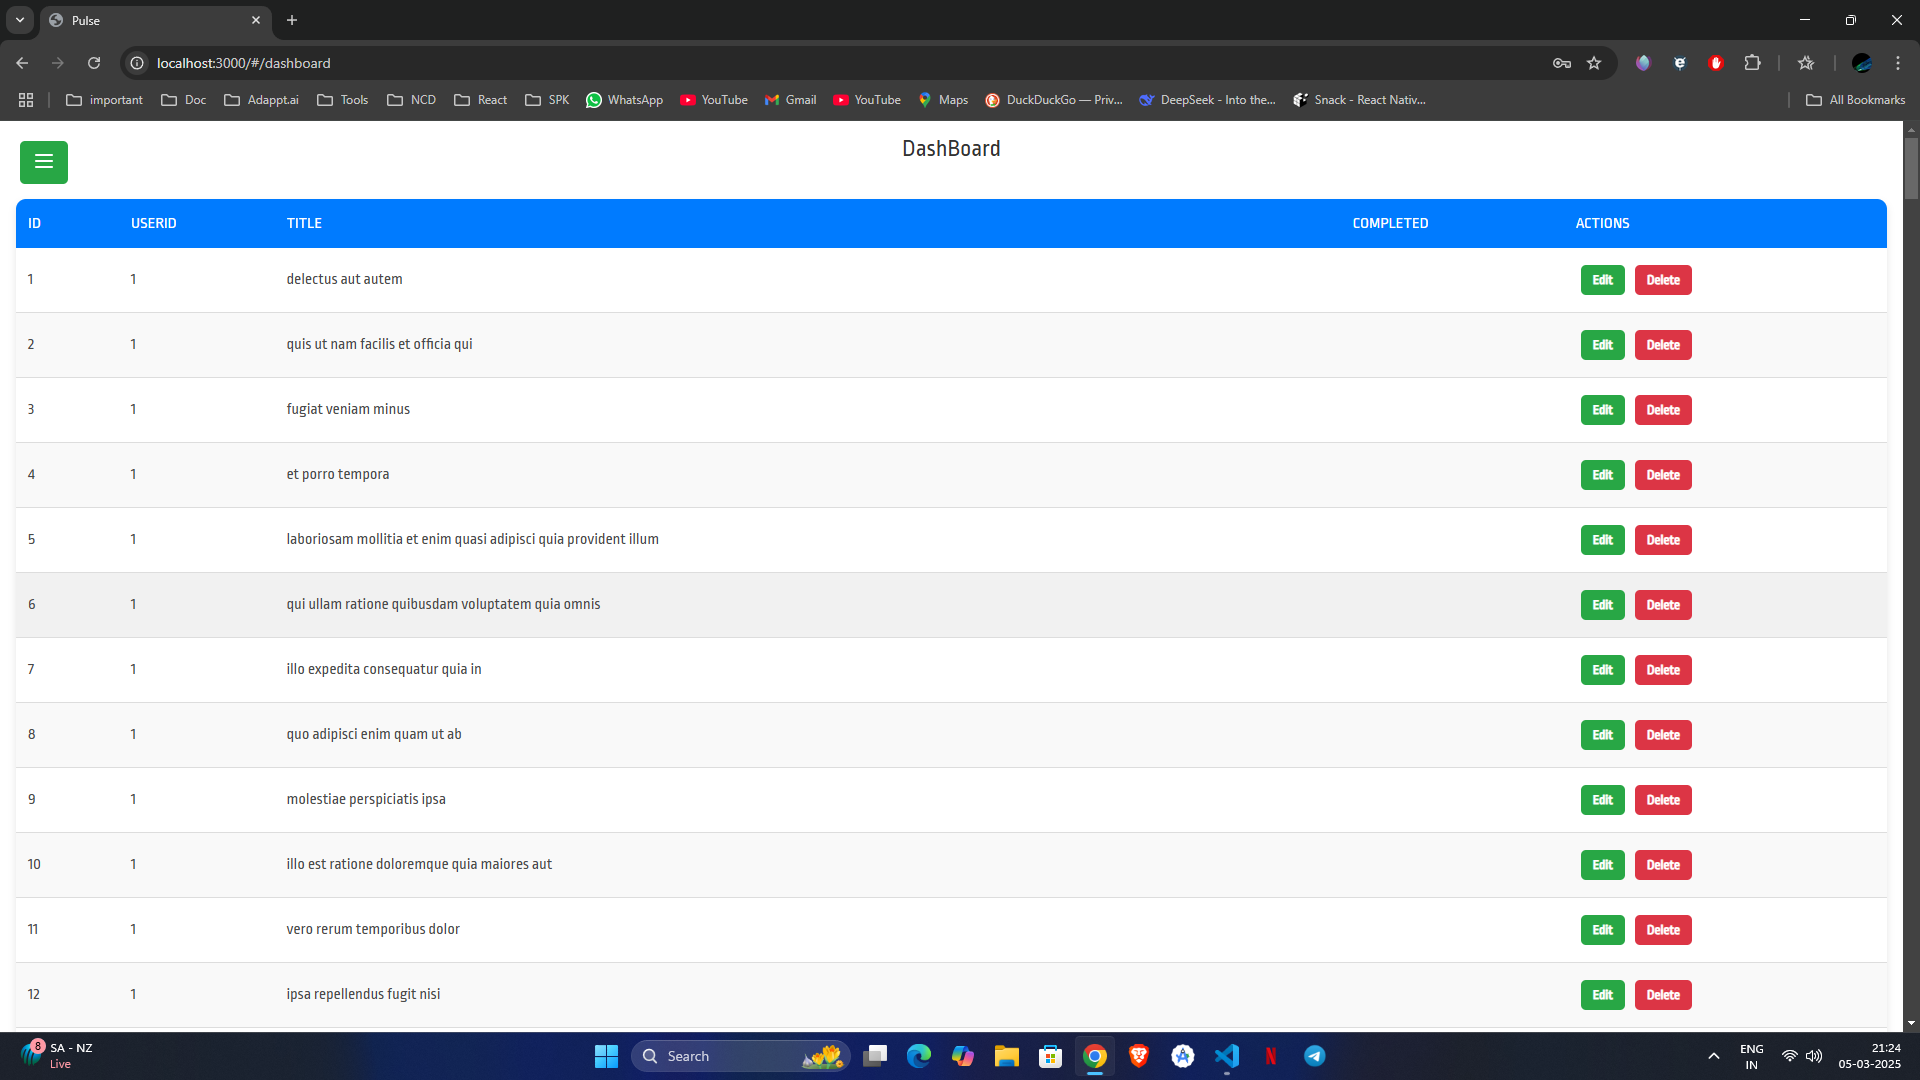 Pulse
localhost:3000/#/dashboard
important Doc Adappt.ai Tools NCD React SPK WhatsApp YouTube Gmail YouTube Maps DuckDuckGo — Priv... DeepSeek - Into the... Snack - React Nativ... All Bookmarks
DashBoard
ID USERID TITLE COMPLETED ACTIONS
1 1 delectus aut autem Edit Delete
2 1 quis ut nam facilis et officia qui Edit Delete
3 1 fugiat veniam minus Edit Delete
4 1 et porro tempora Edit Delete
5 1 laboriosam mollitia et enim quasi adipisci quia provident illum Edit Delete
6 1 qui ullam ratione quibusdam voluptatem quia omnis Edit Delete
7 1 illo expedita consequatur quia in Edit Delete
8 1 quo adipisci enim quam ut ab Edit Delete
9 1 molestiae perspiciatis ipsa Edit Delete
10 1 illo est ratione doloremque quia maiores aut Edit Delete
11 1 vero rerum temporibus dolor Edit Delete
12 1 ipsa repellendus fugit nisi Edit Delete
8 SA - NZ
Live
Search
ENG
IN
21:24
05-03-2025